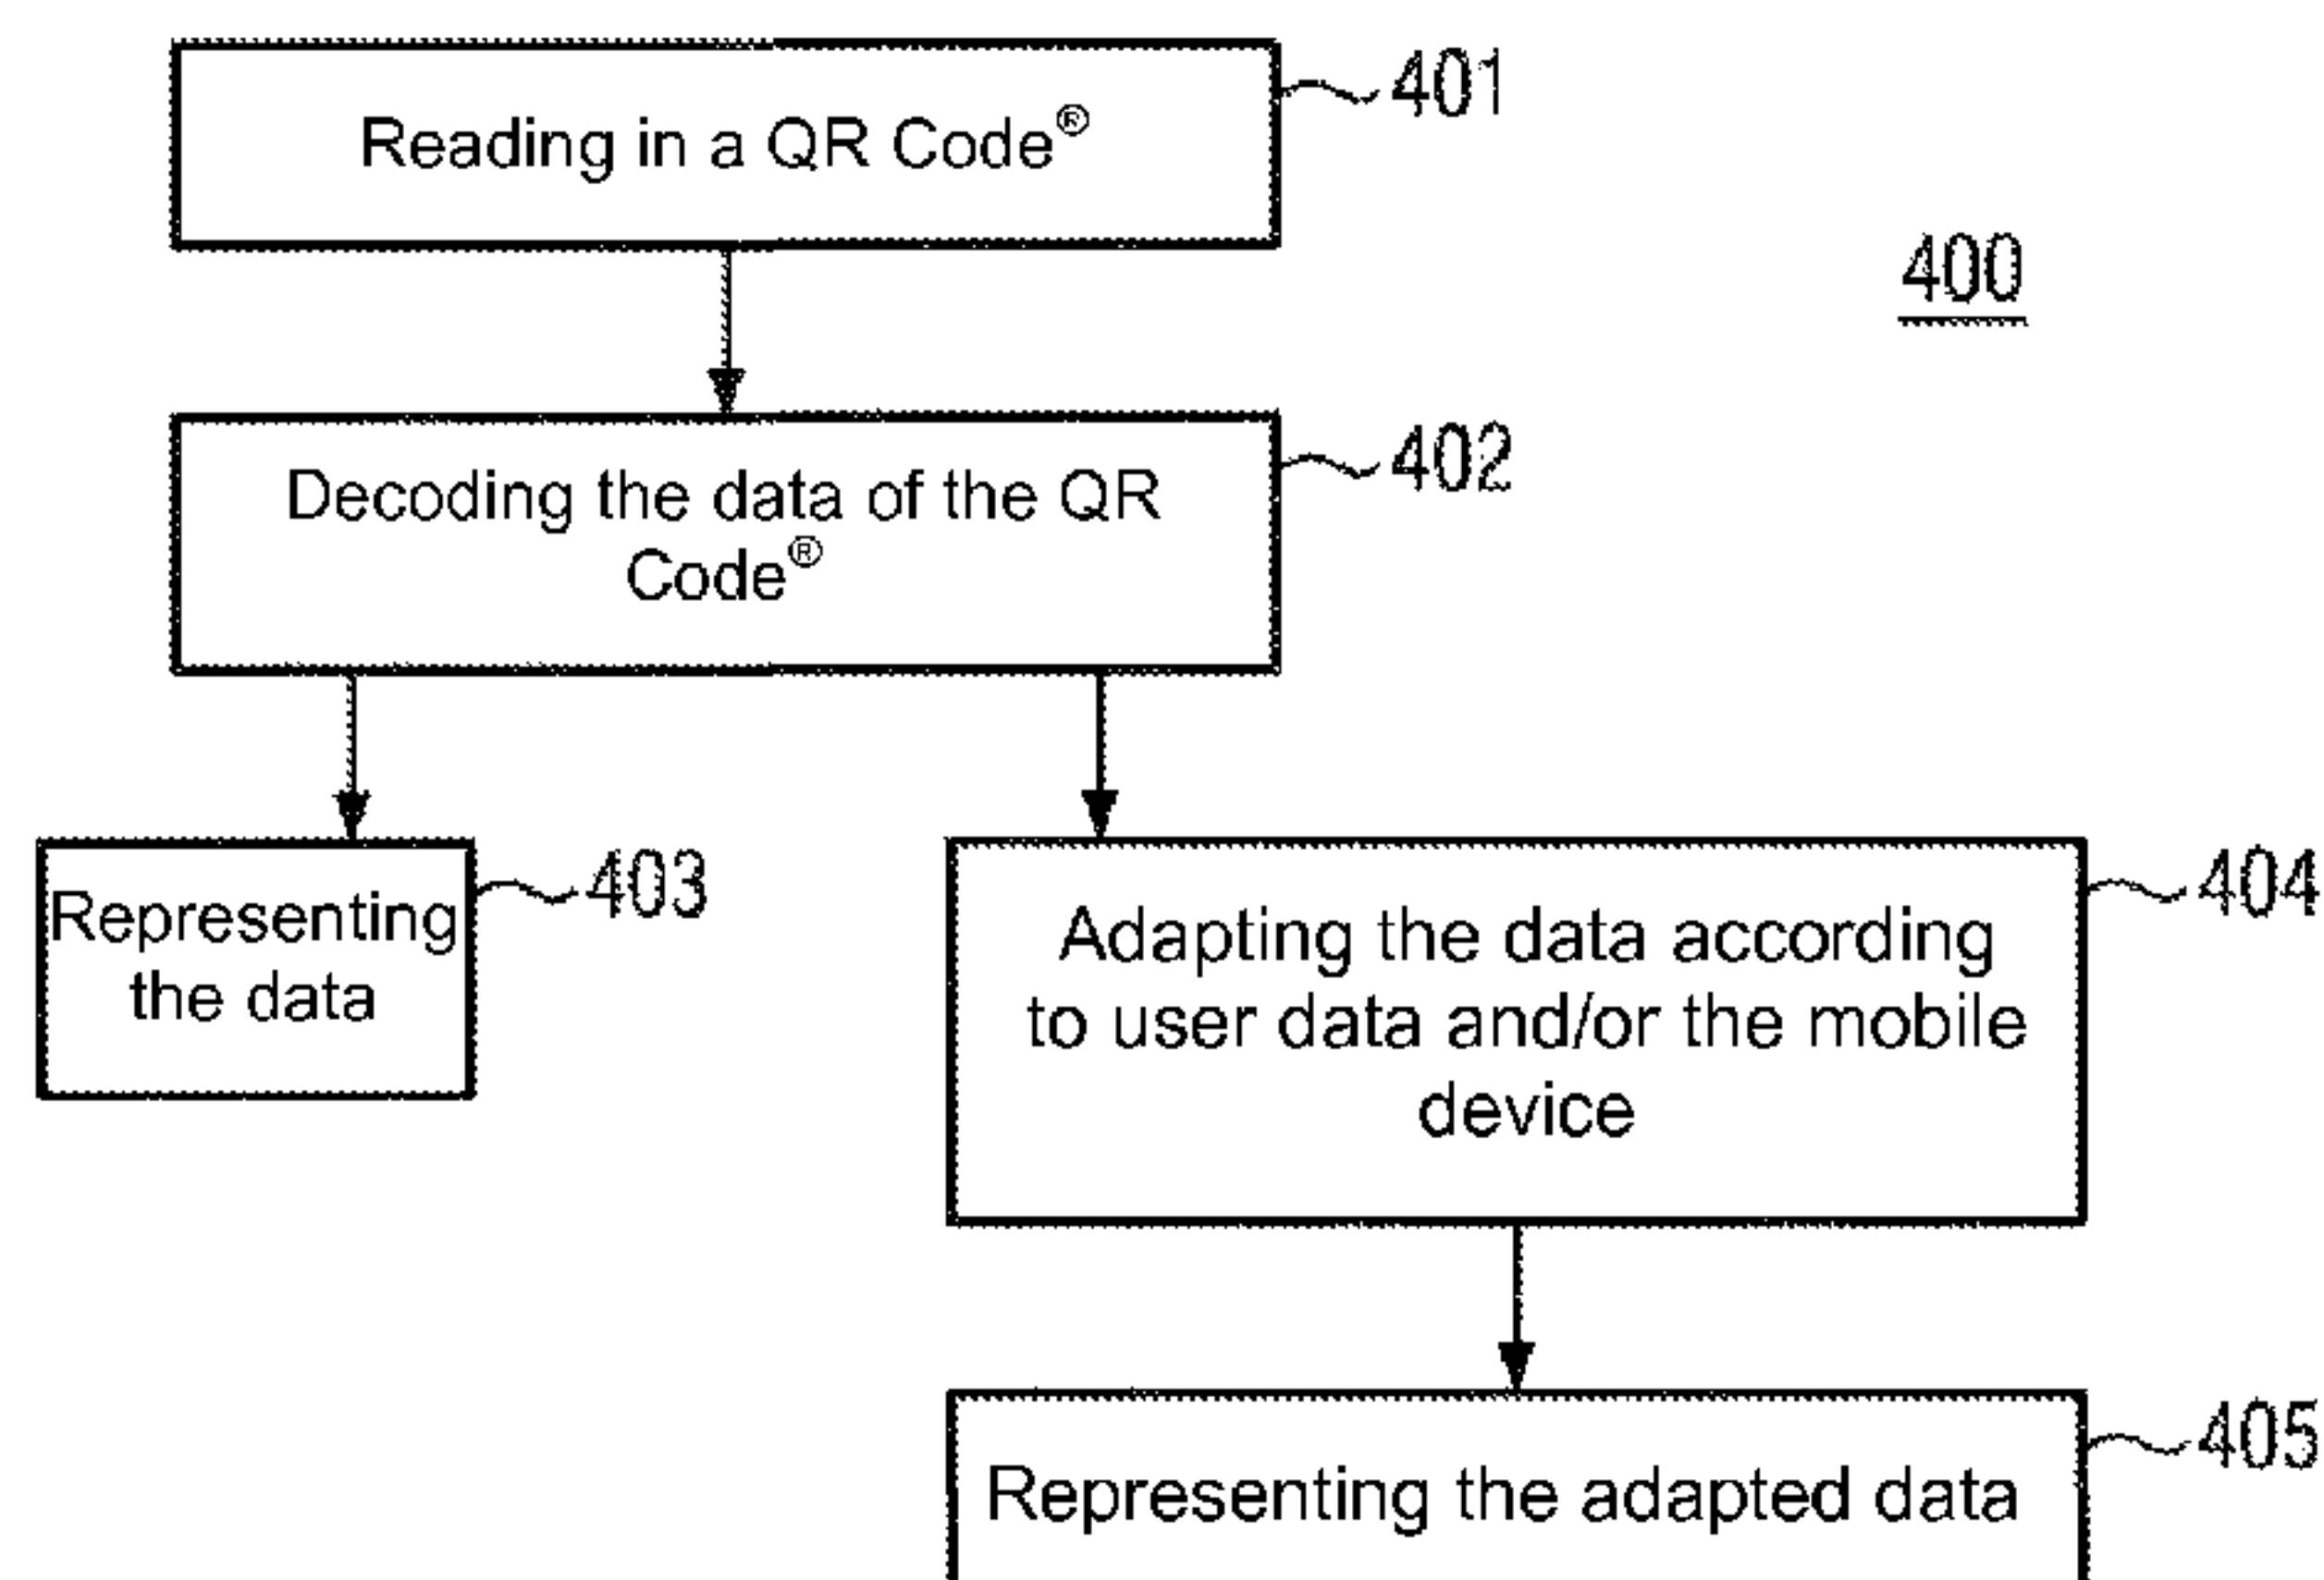 Reading in a QR Code®
401
400
Decoding the data of the QR
Code®
402
Representing
the data
403
Adapting the data according
to user data and/or the mobile
device
404
Representing the adapted data
405